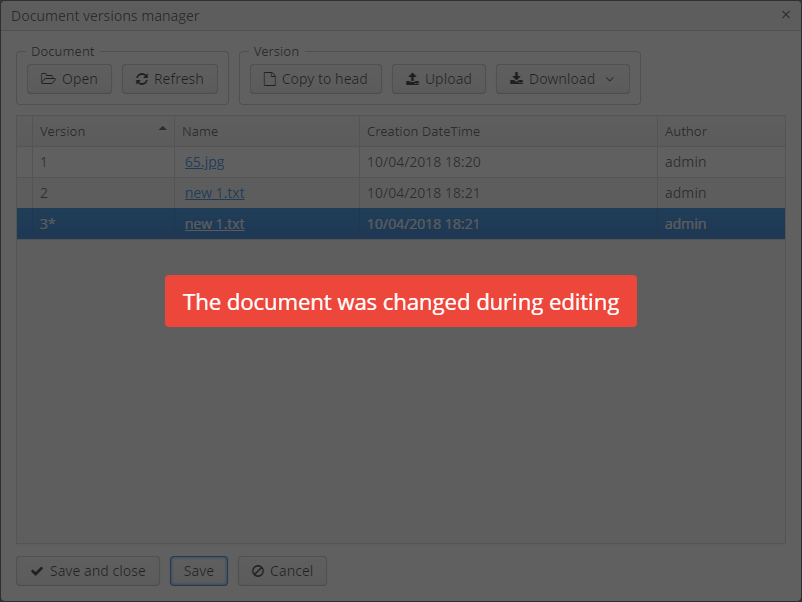 Document versions manager ×
Document Version
Open Refresh Copy to head Upload Download
Version Name Creation DateTime Author
1 65.jpg 10/04/2018 18:20 admin
2 new 1.txt 10/04/2018 18:21 admin
3* new 1.txt 10/04/2018 18:21 admin
The document was changed during editing
Save and close Save Cancel